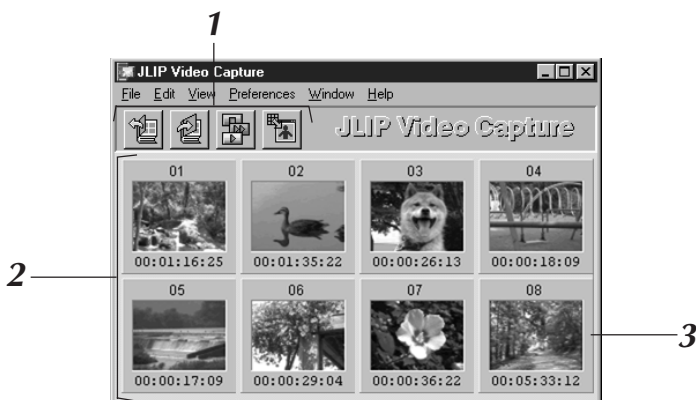 1
JLIP Video Capture
File Edit View Preferences Window Help
JLIP Video Capture
01 02 03 04
00:01:16:25 00:01:35:22 00:00:26:13 00:00:18:09
2
05 06 07 08
3
00:00:17:09 00:00:29:04 00:00:36:22 00:05:33:12